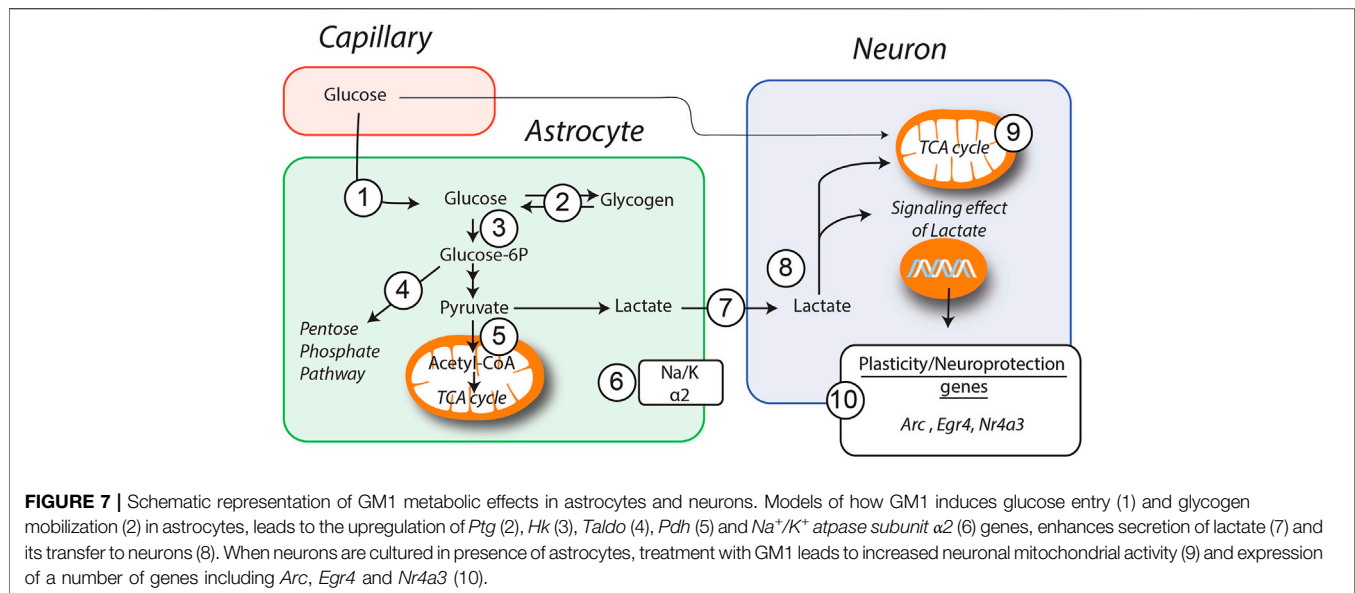 Capillary
Neuron
Glucose
Astrocyte
TCA cycle
9
1
Glucose
2
Glycogen
3
Signaling effect
of Lactate
Glucose-6P
4
8
Pyruvate
Lactate
7
Lactate
Pentose
Phosphate
Pathway
5
Acetyl-CoA
TCA cycle
6
Na/K
α2
Plasticity/Neuroprotection
genes
10
Arc , Egr4, Nr4a3
FIGURE 7 | Schematic representation of GM1 metabolic effects in astrocytes and neurons. Models of how GM1 induces glucose entry (1) and glycogen
mobilization (2) in astrocytes, leads to the upregulation of Ptg (2), Hk (3), Taldo (4), Pdh (5) and Na⁺/K⁺ atpase subunit α2 (6) genes, enhances secretion of lactate (7) and
its transfer to neurons (8). When neurons are cultured in presence of astrocytes, treatment with GM1 leads to increased neuronal mitochondrial activity (9) and expression
of a number of genes including Arc, Egr4 and Nr4a3 (10).